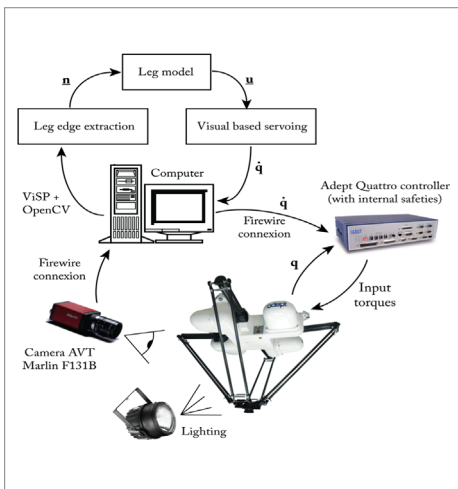 n
Leg model
u
Leg edge extraction
Visual based servoing
q̇
Computer
ViSP +
OpenCV
q̇
Firewire
connexion
Adept Quattro controller
(with internal safeties)
Firewire
connexion
q
Input
torques
adept
Camera AVT
Marlin F131B
Lighting